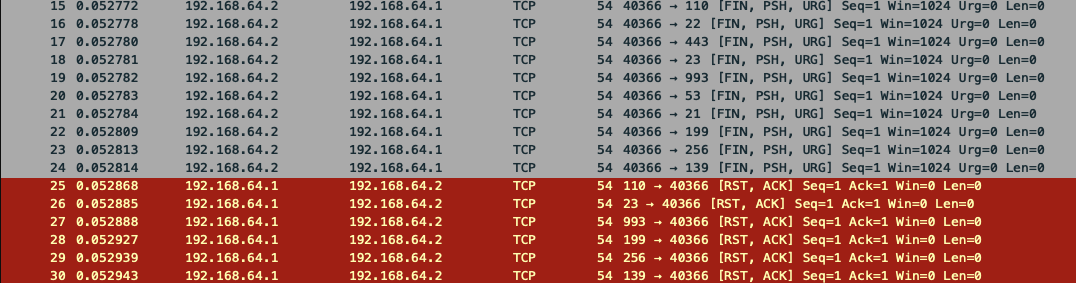 15 0.052772 192.168.64.2 192.168.64.1 TCP 54 40366 → 110 [FIN, PSH, URG] Seq=1 Win=1024 Urg=0 Len=0
16 0.052778 192.168.64.2 192.168.64.1 TCP 54 40366 → 22 [FIN, PSH, URG] Seq=1 Win=1024 Urg=0 Len=0
17 0.052780 192.168.64.2 192.168.64.1 TCP 54 40366 → 443 [FIN, PSH, URG] Seq=1 Win=1024 Urg=0 Len=0
18 0.052781 192.168.64.2 192.168.64.1 TCP 54 40366 → 23 [FIN, PSH, URG] Seq=1 Win=1024 Urg=0 Len=0
19 0.052782 192.168.64.2 192.168.64.1 TCP 54 40366 → 993 [FIN, PSH, URG] Seq=1 Win=1024 Urg=0 Len=0
20 0.052783 192.168.64.2 192.168.64.1 TCP 54 40366 → 53 [FIN, PSH, URG] Seq=1 Win=1024 Urg=0 Len=0
21 0.052784 192.168.64.2 192.168.64.1 TCP 54 40366 → 21 [FIN, PSH, URG] Seq=1 Win=1024 Urg=0 Len=0
22 0.052809 192.168.64.2 192.168.64.1 TCP 54 40366 → 199 [FIN, PSH, URG] Seq=1 Win=1024 Urg=0 Len=0
23 0.052813 192.168.64.2 192.168.64.1 TCP 54 40366 → 256 [FIN, PSH, URG] Seq=1 Win=1024 Urg=0 Len=0
24 0.052814 192.168.64.2 192.168.64.1 TCP 54 40366 → 139 [FIN, PSH, URG] Seq=1 Win=1024 Urg=0 Len=0
25 0.052868 192.168.64.1 192.168.64.2 TCP 54 110 → 40366 [RST, ACK] Seq=1 Ack=1 Win=0 Len=0
26 0.052885 192.168.64.1 192.168.64.2 TCP 54 23 → 40366 [RST, ACK] Seq=1 Ack=1 Win=0 Len=0
27 0.052888 192.168.64.1 192.168.64.2 TCP 54 993 → 40366 [RST, ACK] Seq=1 Ack=1 Win=0 Len=0
28 0.052927 192.168.64.1 192.168.64.2 TCP 54 199 → 40366 [RST, ACK] Seq=1 Ack=1 Win=0 Len=0
29 0.052939 192.168.64.1 192.168.64.2 TCP 54 256 → 40366 [RST, ACK] Seq=1 Ack=1 Win=0 Len=0
30 0.052943 192.168.64.1 192.168.64.2 TCP 54 139 → 40366 [RST, ACK] Seq=1 Ack=1 Win=0 Len=0